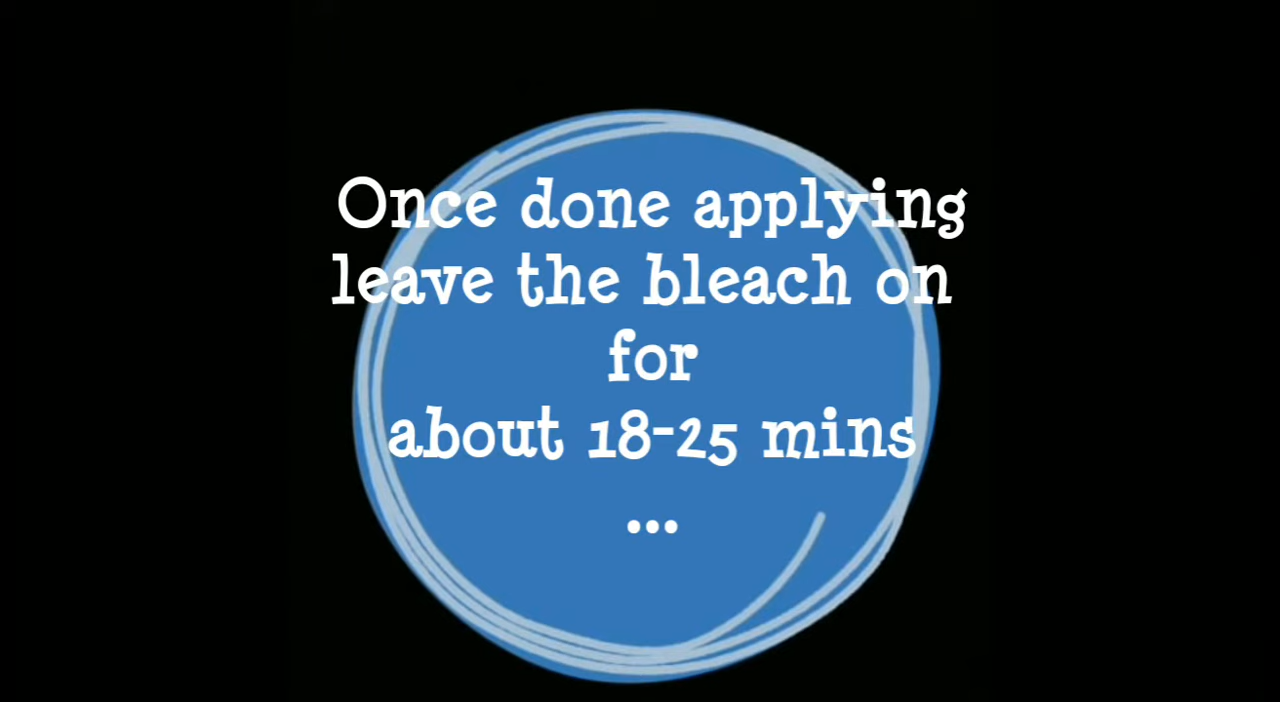 Once done applying
leave the bleach on
for
about 18-25 mins
...